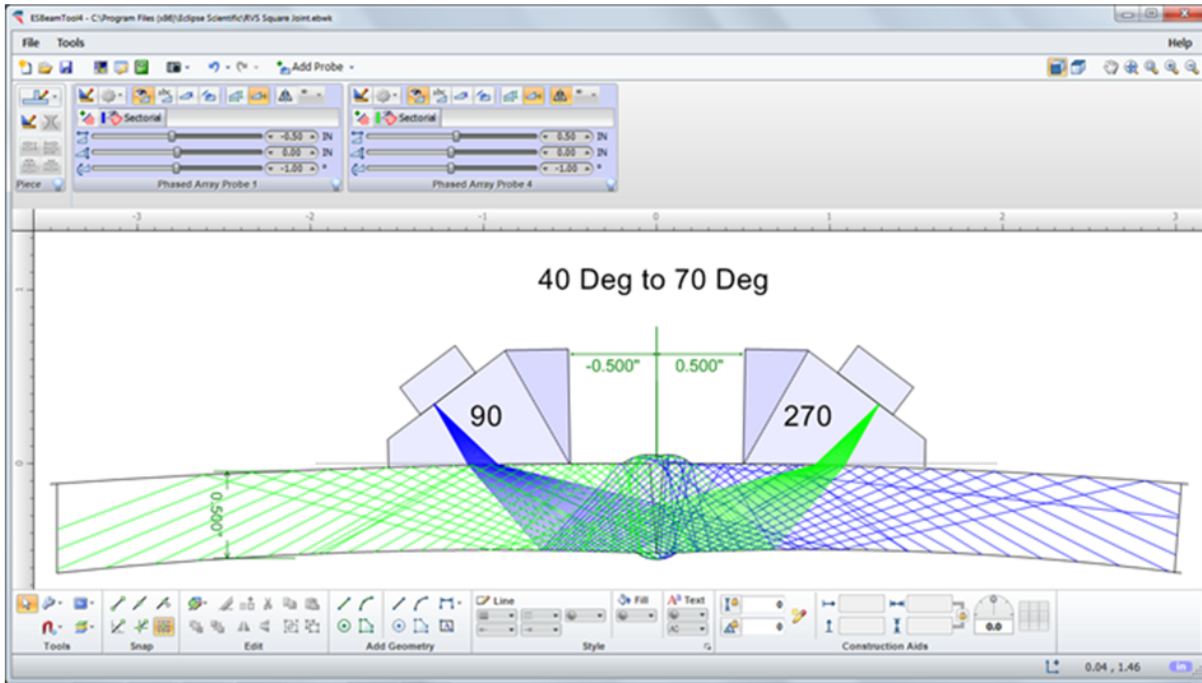 ESBeamTool4 - C:\Program Files (x86)\Eclipse Scientific\RVS Square Joint.ebwk
File Tools Help
Add Probe
Sectorial Sectorial
-0.50 IN 0.50 IN
0.00 IN 0.00 IN
-1.00 ° -1.00 °
Piece Phased Array Probe 1 Phased Array Probe 4
-3 -2 -1 0 1 2 3
40 Deg to 70 Deg
1
-0.500" 0.500"
90 270
0
0.500"
Line Fill Text 0
0 0.0
Tools Snap Edit Add Geometry Style Construction Aids
0.04 , 1.46 in